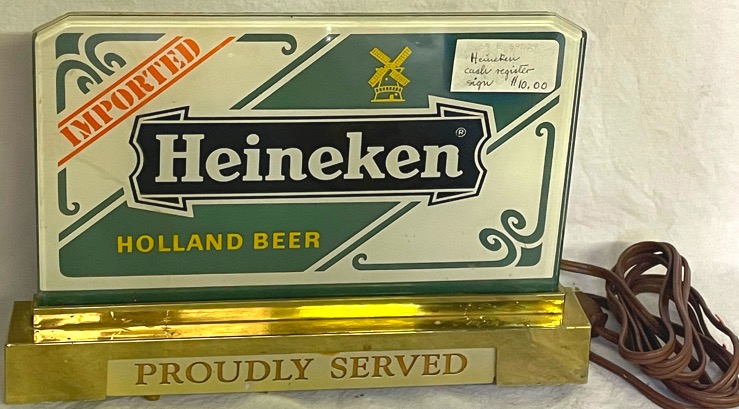 IMPORTED
Heineken
cash register
sign $10.00
Heineken®
HOLLAND BEER
PROUDLY SERVED